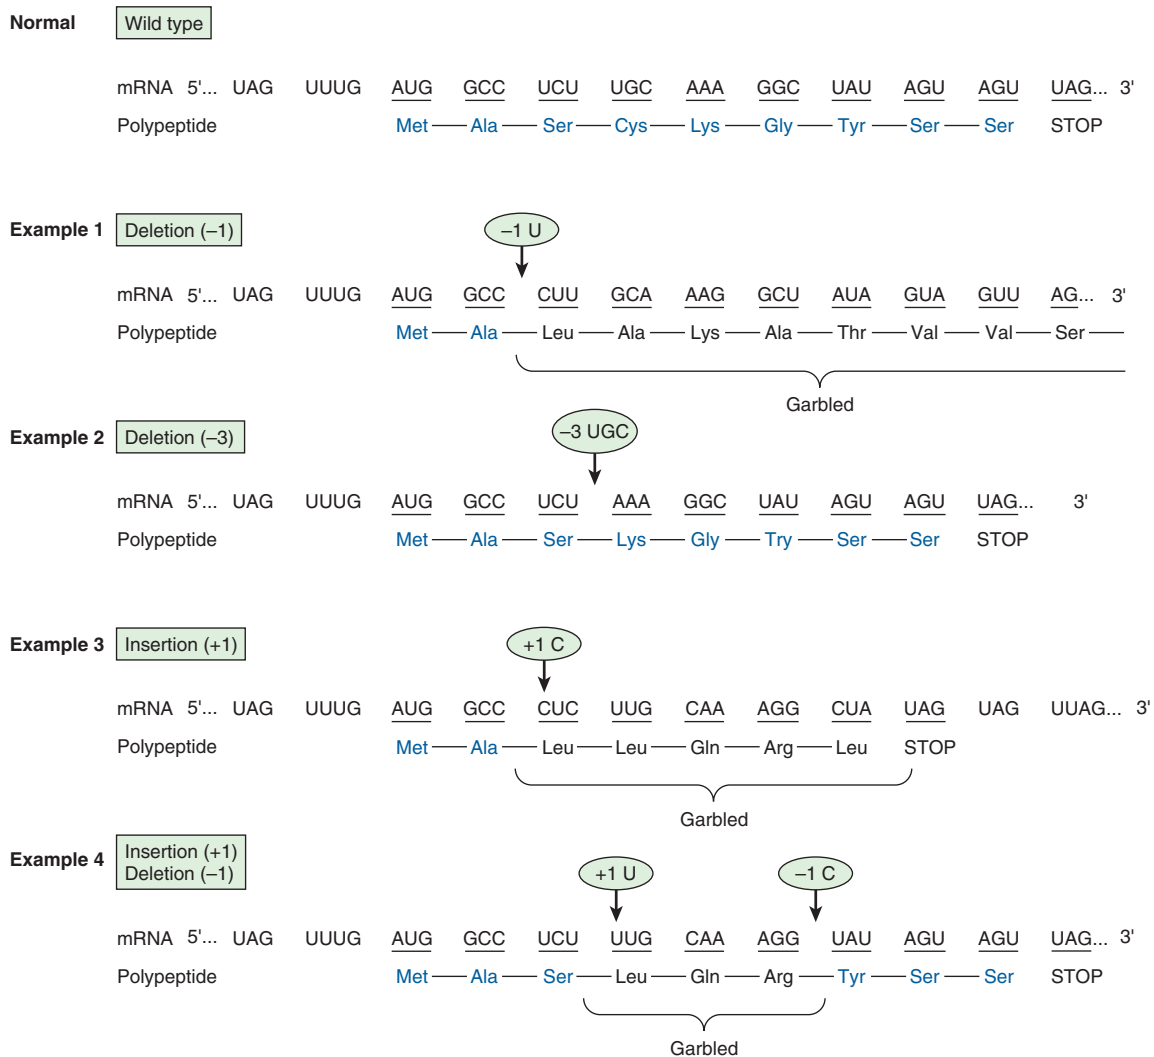 Normal Wild type
mRNA 5'... UAG UUUG AUG GCC UCU UGC AAA GGC UAU AGU AGU UAG... 3'
Polypeptide Met Ala Ser Cys Lys Gly Tyr Ser Ser STOP
Example 1 Deletion (–1) –1 U
mRNA 5'... UAG UUUG AUG GCC CUU GCA AAG GCU AUA GUA GUU AG... 3'
Polypeptide Met Ala Leu Ala Lys Ala Thr Val Val Ser
Garbled
Example 2 Deletion (–3) –3 UGC
mRNA 5'... UAG UUUG AUG GCC UCU AAA GGC UAU AGU AGU UAG... 3'
Polypeptide Met Ala Ser Lys Gly Try Ser Ser STOP
Example 3 Insertion (+1) +1 C
mRNA 5'... UAG UUUG AUG GCC CUC UUG CAA AGG CUA UAG UAG UUAG... 3'
Polypeptide Met Ala Leu Leu Gln Arg Leu STOP
Garbled
Example 4 Insertion (+1)
Deletion (–1)
+1 U –1 C
mRNA 5'... UAG UUUG AUG GCC UCU UUG CAA AGG UAU AGU AGU UAG... 3'
Polypeptide Met Ala Ser Leu Gln Arg Tyr Ser Ser STOP
Garbled